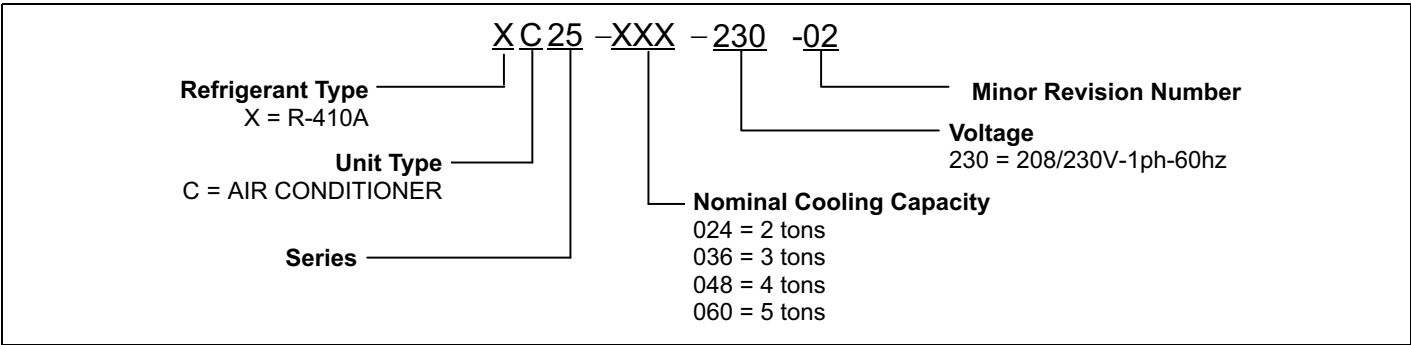 XC25 –XXX – 230 -02
Refrigerant Type
X = R-410A
Minor Revision Number
Voltage
230 = 208/230V-1ph-60hz
Unit Type
C = AIR CONDITIONER
Nominal Cooling Capacity
024 = 2 tons
036 = 3 tons
048 = 4 tons
060 = 5 tons
Series